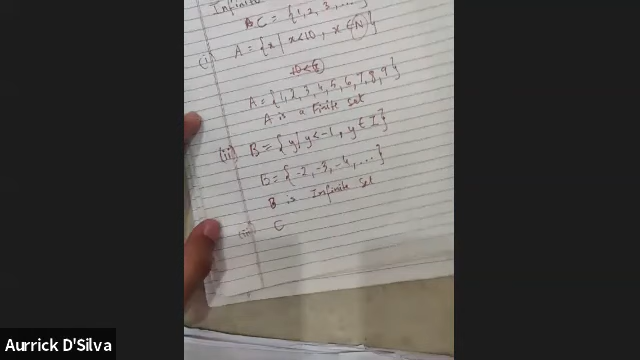 Infinite
C = {1, 2, 3, ...}
(i) A = {x | x < 10, x ∈ N}
A = {1, 2, 3, 4, 5, 6, 7, 8, 9}
A is a Finite Set
(ii) B = {y | y < -1, y ∈ I}
B = {-2, -3, -4, ...}
B is Infinite Set
(iii) C
Aurrick D'Silva